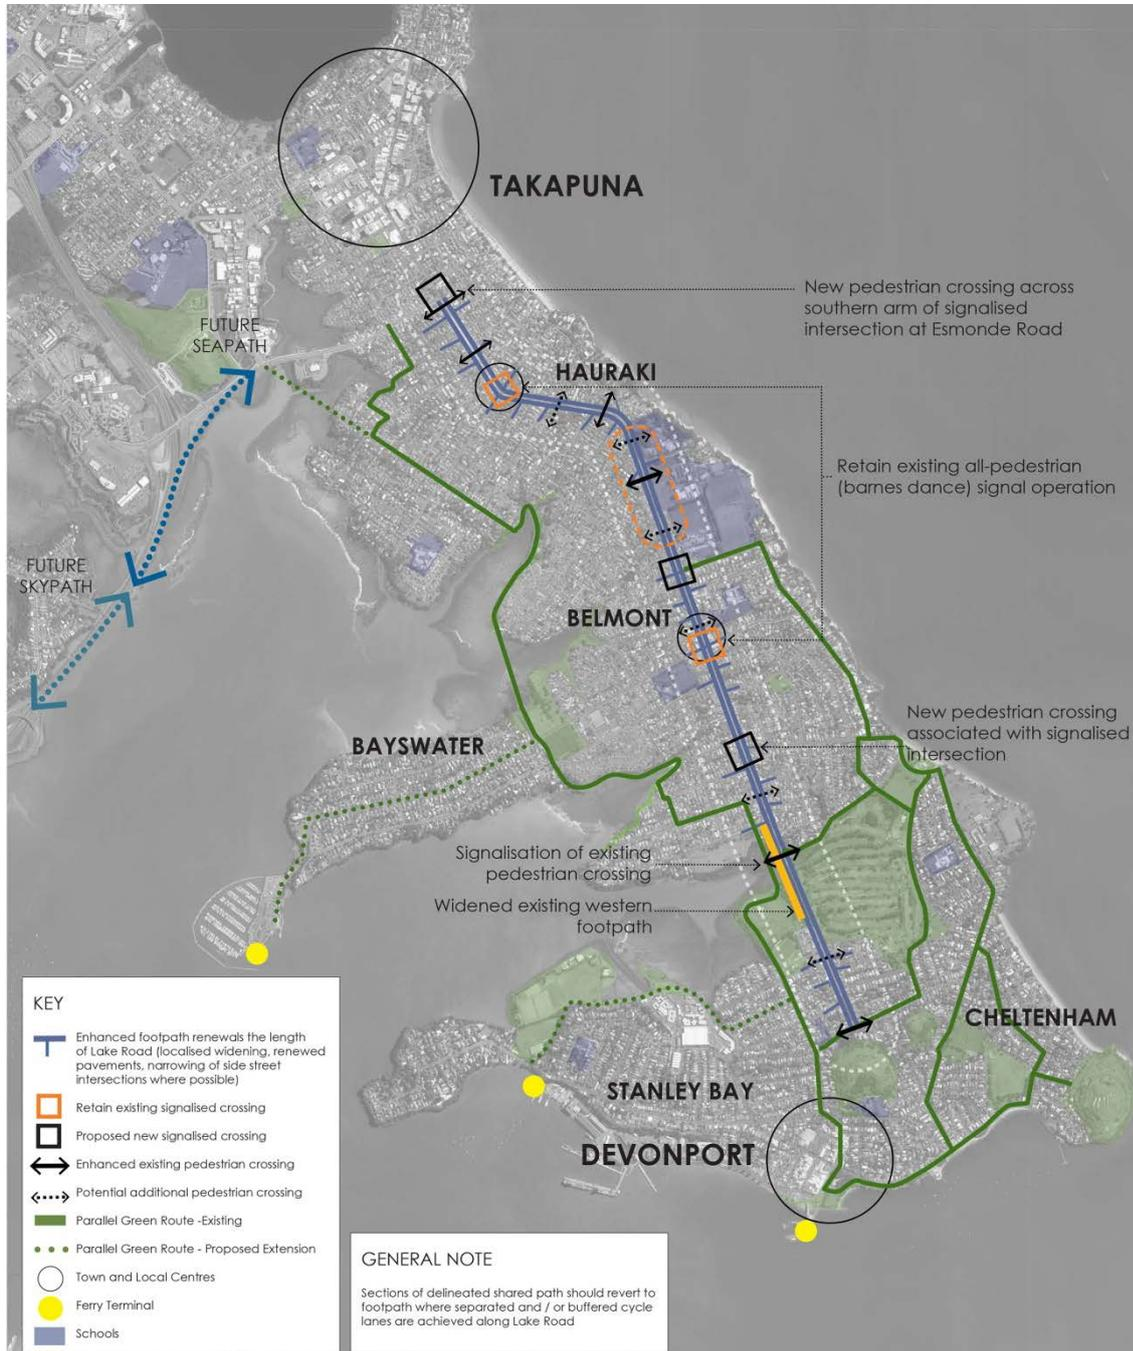 TAKAPUNA
New pedestrian crossing across
southern arm of signalised
intersection at Esmonde Road
FUTURE
SEAPATH
HAURAKI
Retain existing all-pedestrian
(barnes dance) signal operation
FUTURE
SKYPATH
BELMONT
New pedestrian crossing
associated with signalised
intersection
BAYSWATER
Signalisation of existing
pedestrian crossing
Widened existing western
footpath
CHELTENHAM
STANLEY BAY
DEVONPORT
KEY
Enhanced footpath renewals the length
of Lake Road (localised widening, renewed
pavements, narrowing of side street
intersections where possible)
Retain existing signalised crossing
Proposed new signalised crossing
Enhanced existing pedestrian crossing
Potential additional pedestrian crossing
Parallel Green Route -Existing
Parallel Green Route - Proposed Extension
Town and Local Centres
Ferry Terminal
Schools
GENERAL NOTE
Sections of delineated shared path should revert to
footpath where separated and / or buffered cycle
lanes are achieved along Lake Road